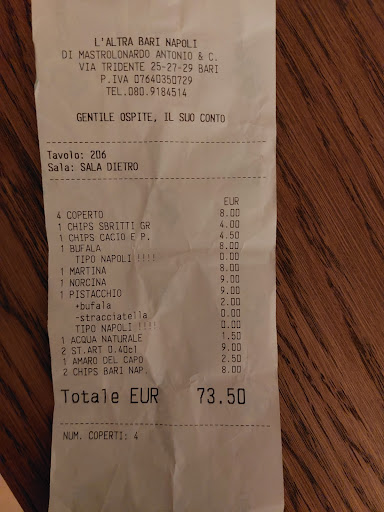 L'ALTRA BARI NAPOLI
DI MASTROLONARDO ANTONIO & C.
VIA TRIDENTE 25-27-29 BARI
P.IVA 07640350729
TEL.080.9184514
GENTILE OSPITE, IL SUO CONTO
Tavolo: 206
Sala: SALA DIETRO
EUR
4 COPERTO 8.00
1 CHIPS SBRITTI GR 4.00
1 CHIPS CACIO E P. 4.50
1 BUFALA 8.00
TIPO NAPOLI !!!! 0.00
1 MARTINA 8.00
1 NORCINA 9.00
1 PISTACCHIO 9.00
+bufala 2.00
-stracciatella 0.00
TIPO NAPOLI !!!! 0.00
1 ACQUA NATURALE 1.50
2 ST.ART 0.40cl 9.00
1 AMARO DEL CAPO 2.50
2 CHIPS BARI NAP. 8.00
Totale EUR 73.50
NUM. COPERTI: 4